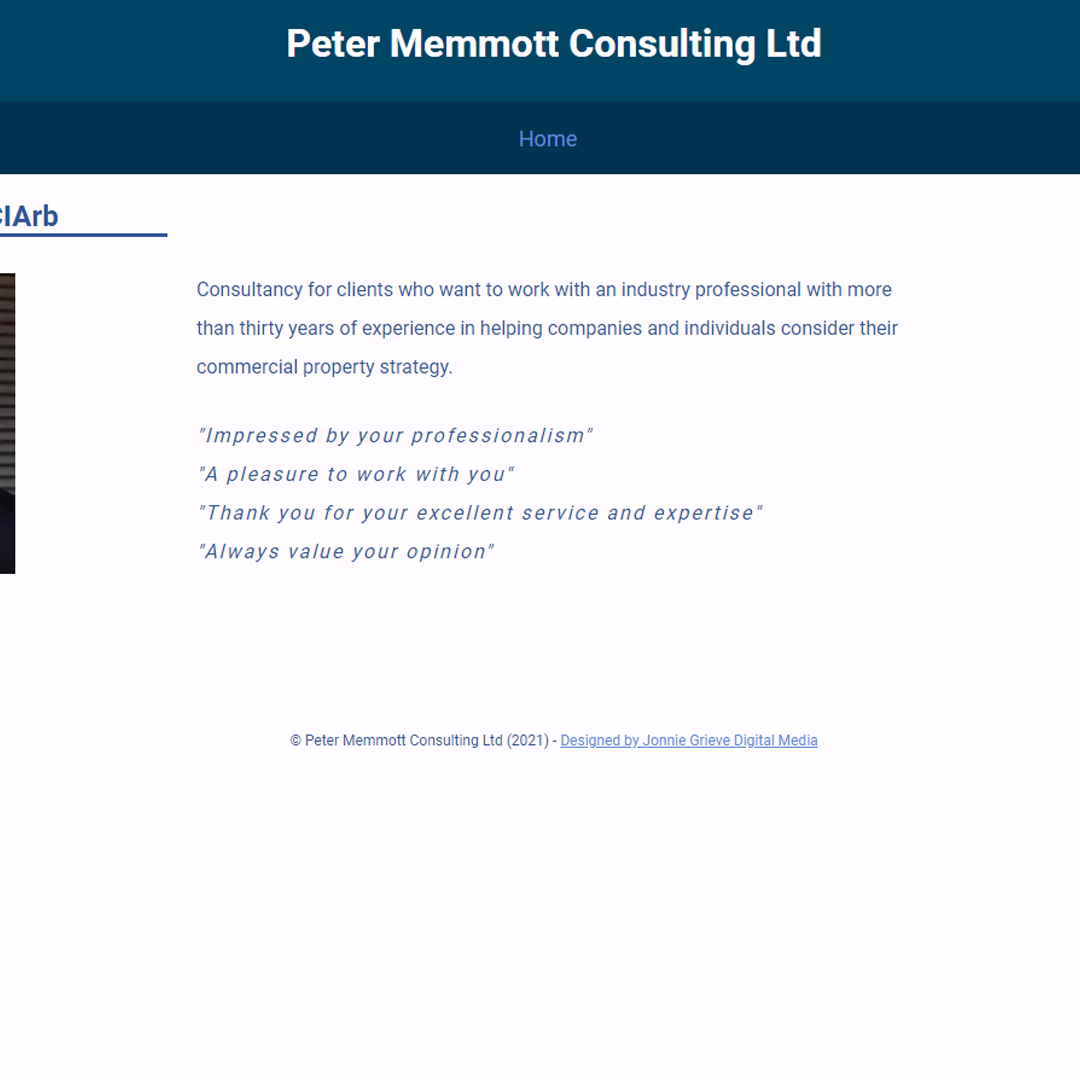 Peter Memmott Consulting Ltd
Home
CIArb
Consultancy for clients who want to work with an industry professional with more
than thirty years of experience in helping companies and individuals consider their
commercial property strategy.
"Impressed by your professionalism"
"A pleasure to work with you"
"Thank you for your excellent service and expertise"
"Always value your opinion"
© Peter Memmott Consulting Ltd (2021) - Designed by Jonnie Grieve Digital Media